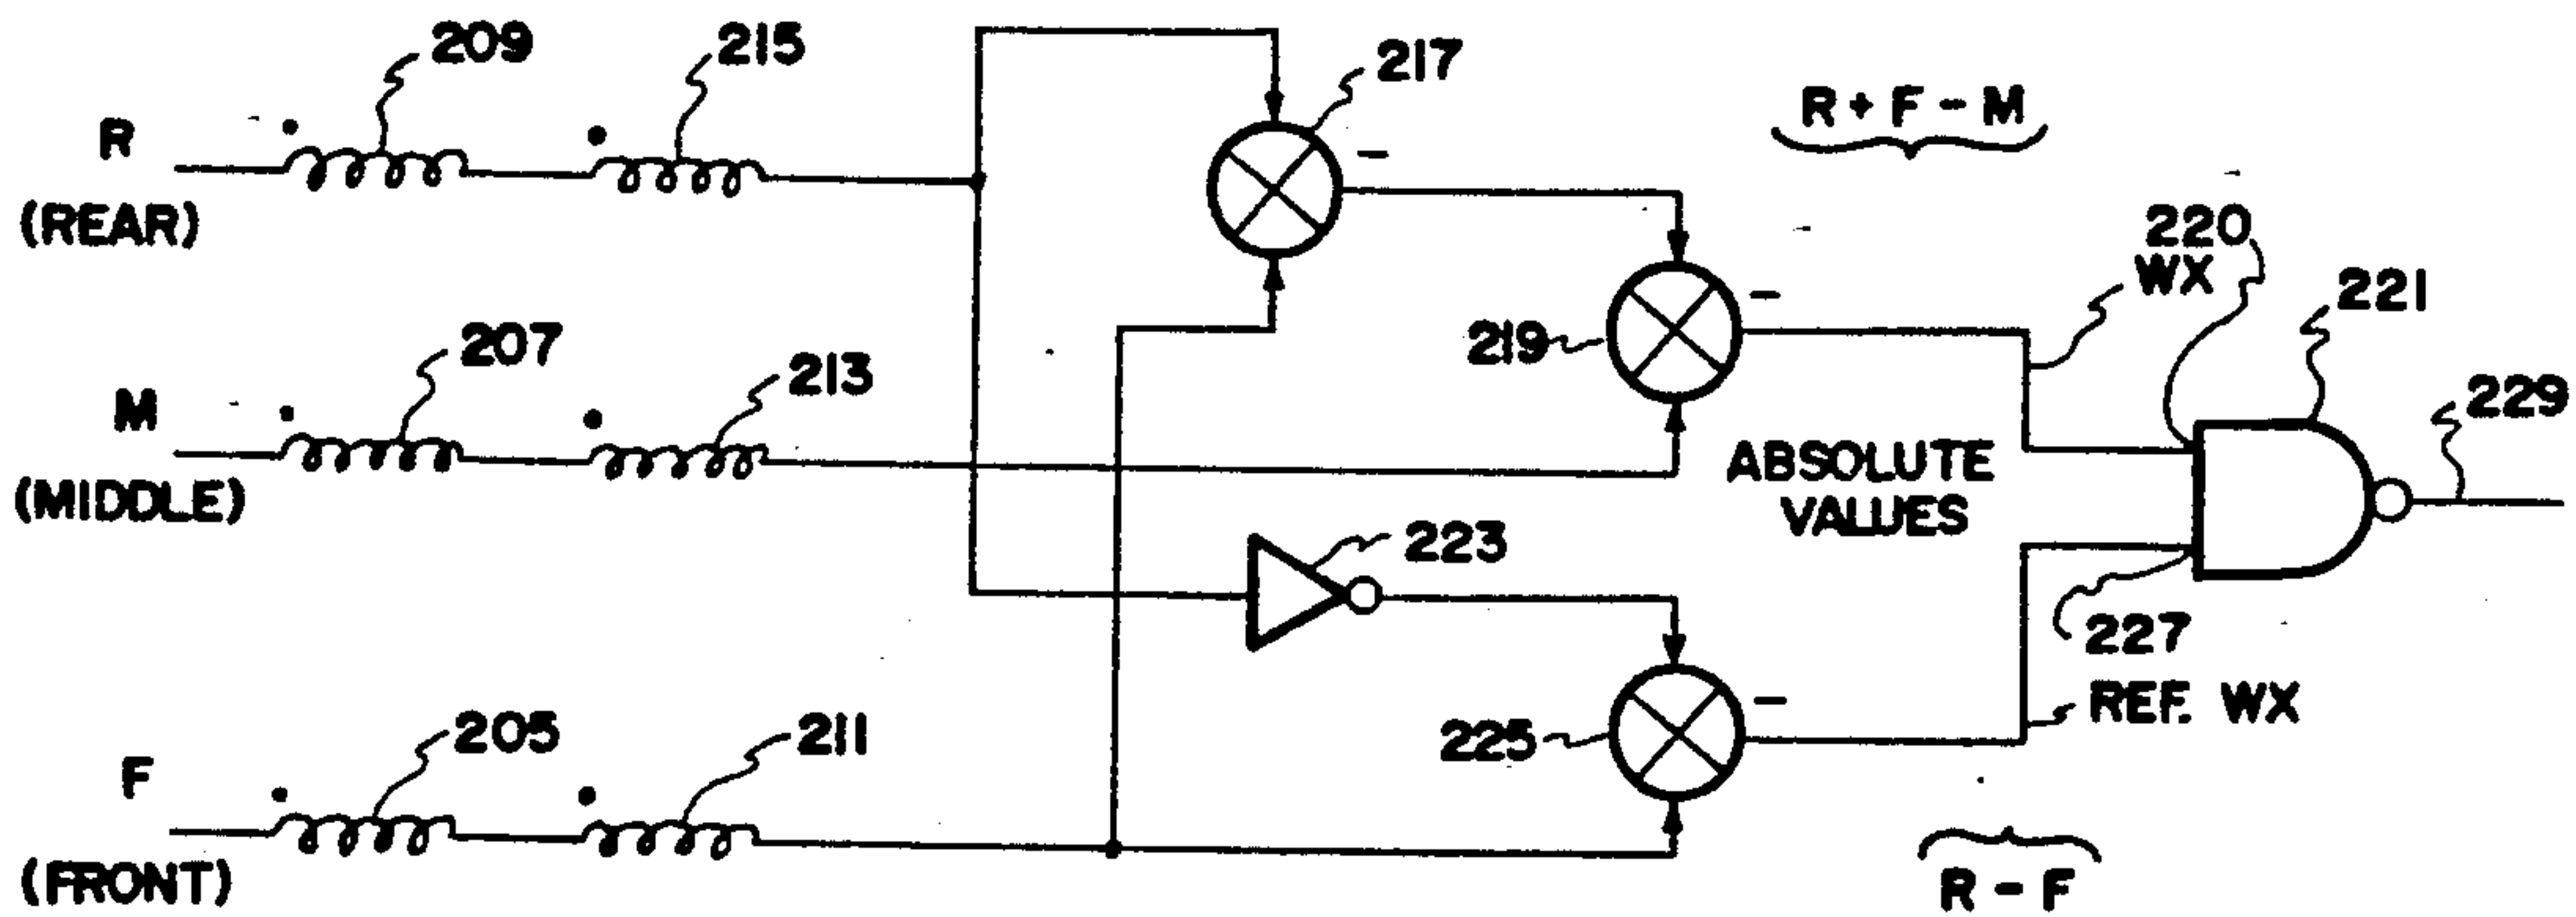 209
215
217
R + F - M
R
(REAR)
-
220
WX
221
-
219
207
213
229
M
(MIDDLE)
ABSOLUTE
VALUES
223
227
REF. WX
-
225
205
211
F
(FRONT)
R - F